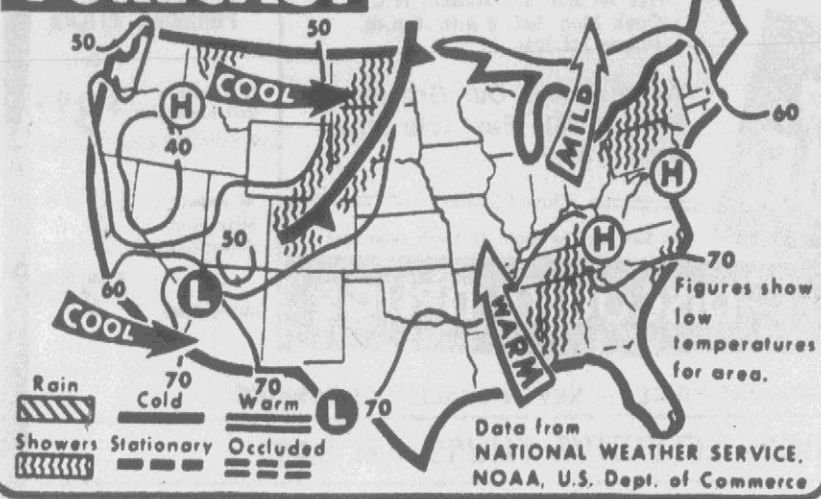 50
50
COOL
H
40
MILD
60
H
H
50
70
60
L
COOL
WARM
Figures show
low
temperatures
for area.
70
70
L
70
Rain
Cold
Warm
Showers
Stationary
Occluded
Data from
NATIONAL WEATHER SERVICE,
NOAA, U.S. Dept. of Commerce